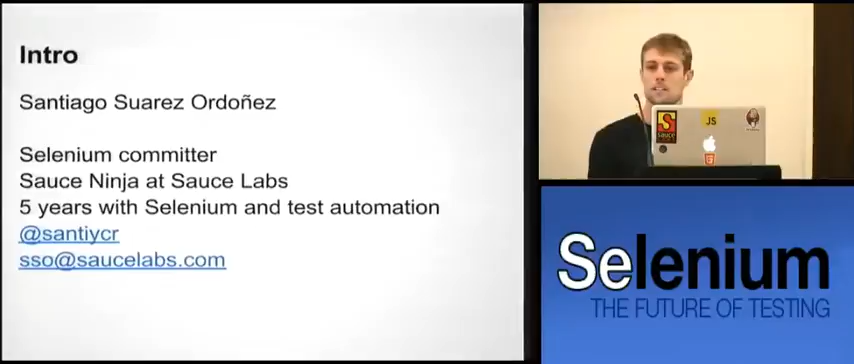 Intro
Santiago Suarez Ordoñez
Selenium committer
Sauce Ninja at Sauce Labs
5 years with Selenium and test automation
@santiycr
sso@saucelabs.com
S
sauce
JS
Selenium
THE FUTURE OF TESTING